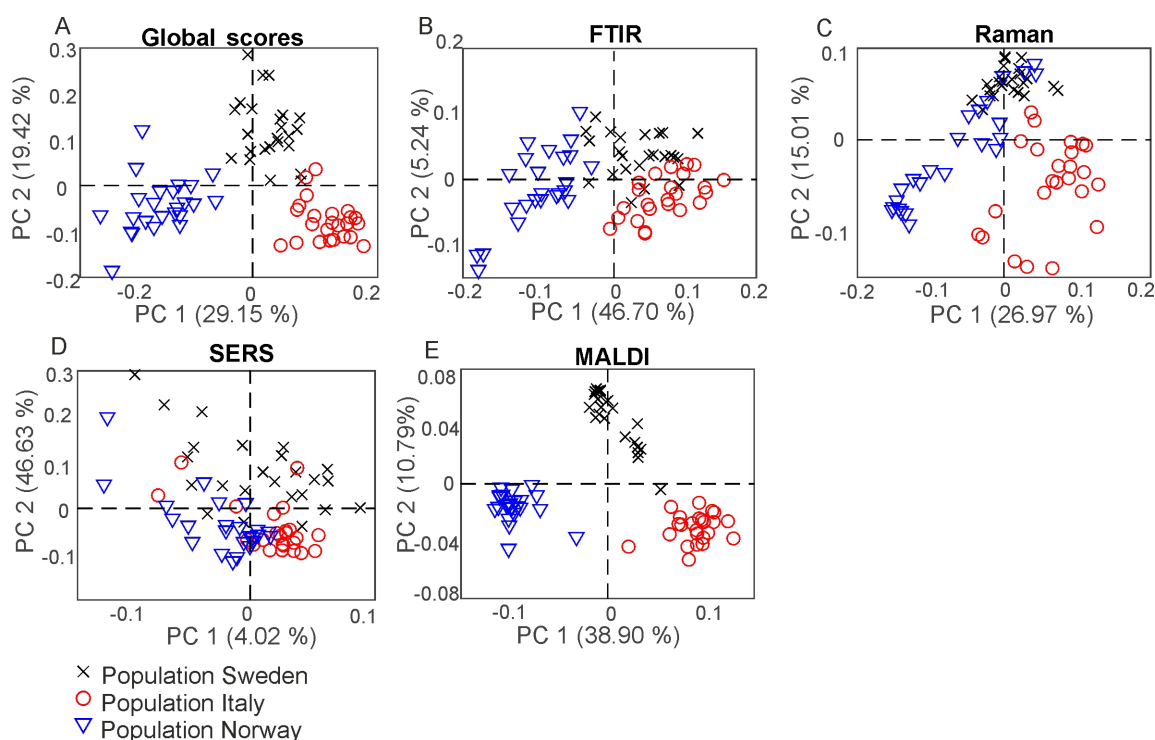 A
Global scores
0.3
0.2
0.1
0
-0.1
-0.2
PC 2 (19.42 %)
-0.2
0
0.2
PC 1 (29.15 %)
B
FTIR
0.2
0.1
0
-0.1
PC 2 (5.24 %)
-0.2
-0.1
0
0.1
0.2
PC 1 (46.70 %)
C
Raman
0.1
0
-0.1
PC 2 (15.01 %)
-0.2
-0.1
0
0.1
0.2
PC 1 (26.97 %)
D
SERS
0.3
0.2
0.1
0
-0.1
PC 2 (46.63 %)
-0.1
0
0.1
PC 1 (4.02 %)
E
MALDI
0.08
0.04
0
-0.04
-0.08
PC 2 (10.79%)
-0.1
0
0.1
PC 1 (38.90 %)
Population Sweden
Population Italy
Population Norway